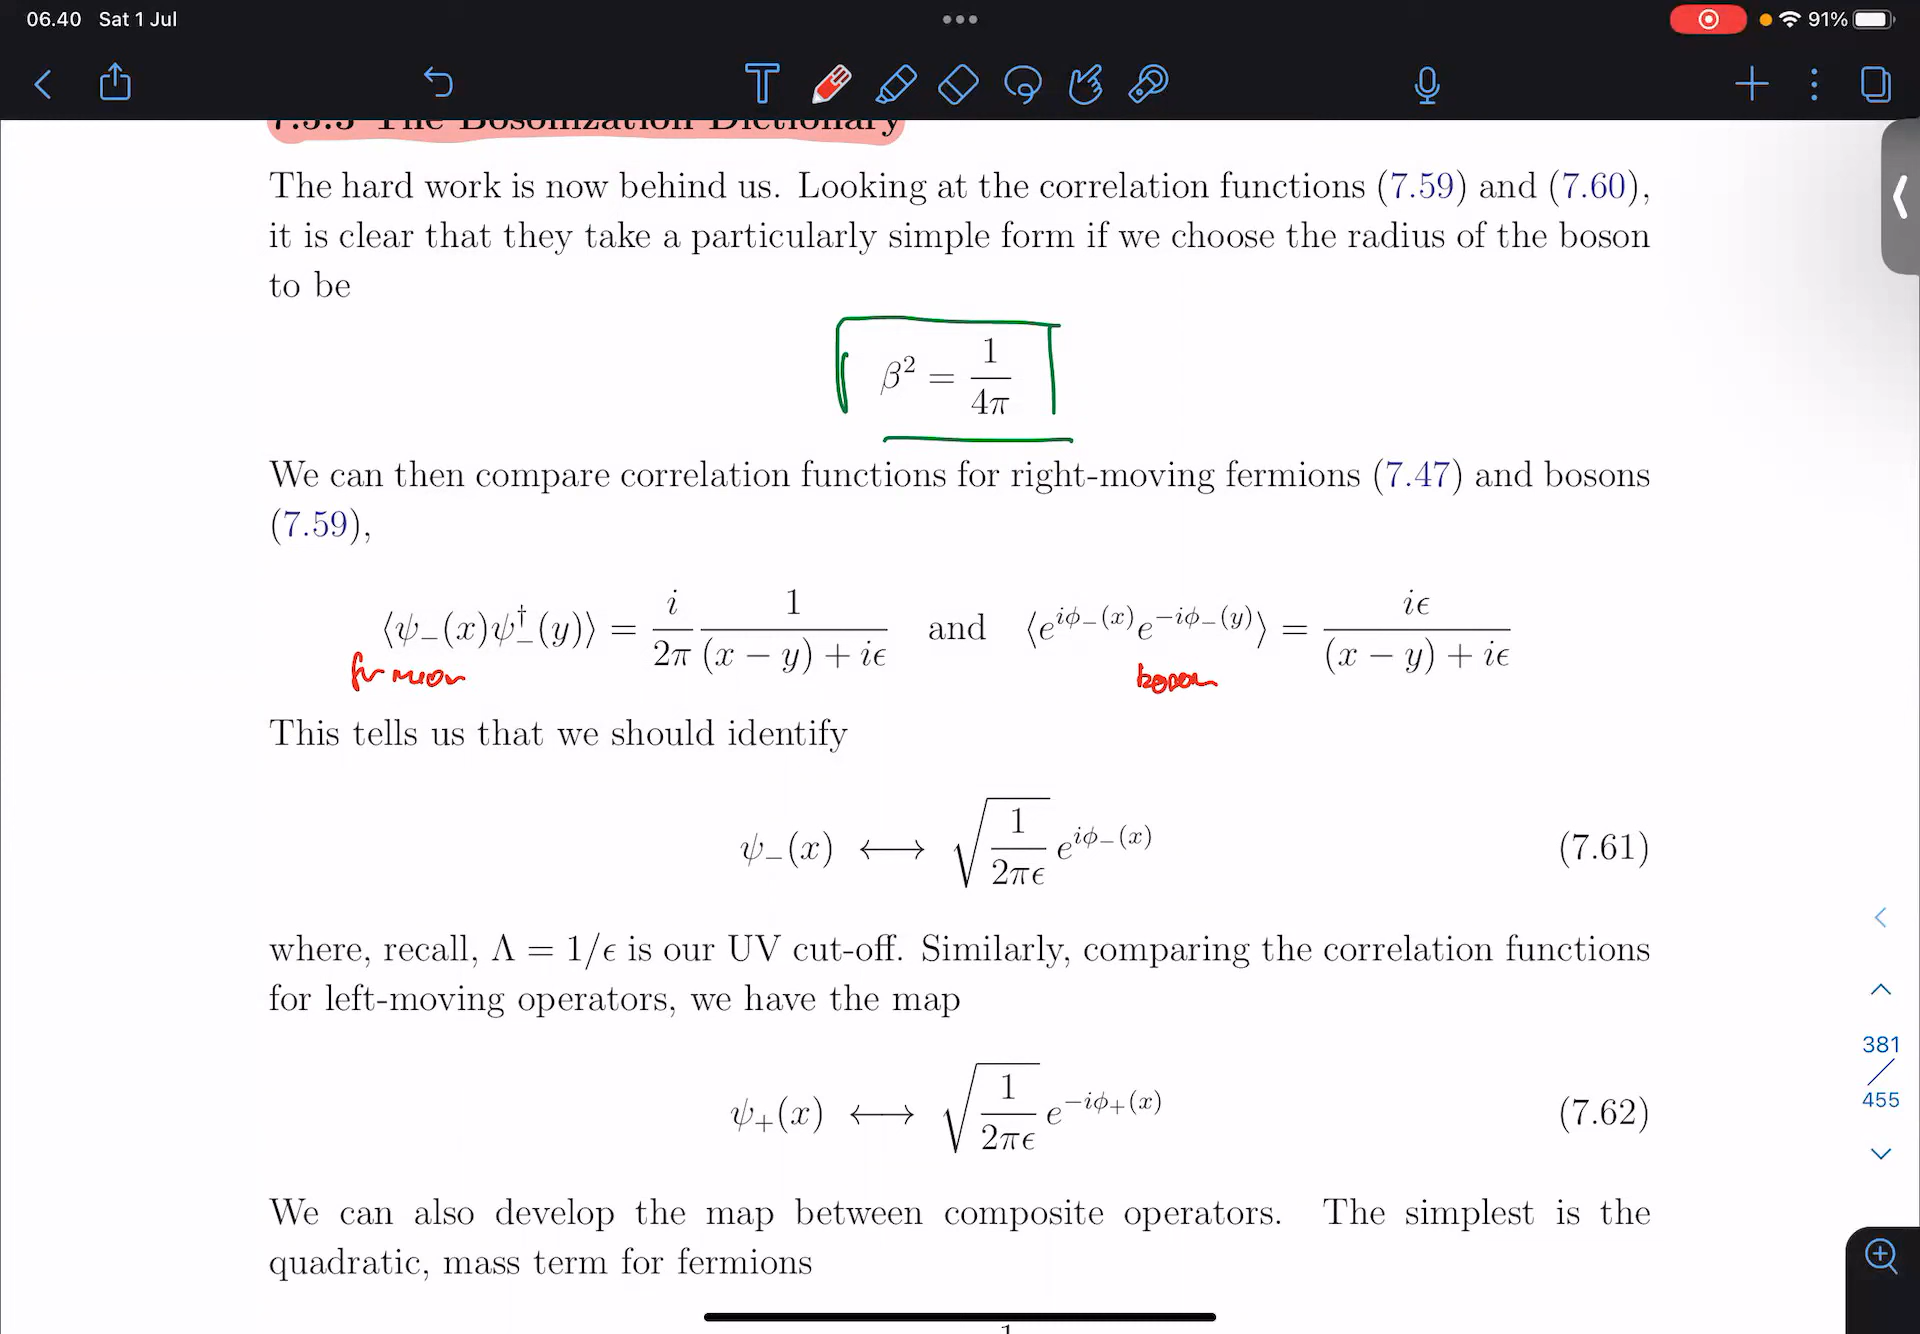 06.40 Sat 1 Jul
91%
7.5.5 The Bosonization Dictionary
The hard work is now behind us. Looking at the correlation functions (7.59) and (7.60),
it is clear that they take a particularly simple form if we choose the radius of the boson
to be
β² = 1/4π
We can then compare correlation functions for right-moving fermions (7.47) and bosons
(7.59),
⟨ψ₋(x)ψ₋†(y)⟩ = i/2π 1/((x − y) + iϵ) and ⟨e^{iϕ₋(x)}e^{−iϕ₋(y)}⟩ = iϵ/((x − y) + iϵ)
boson
This tells us that we should identify
ψ₋(x) ⟷ √(1/2πϵ) e^{iϕ₋(x)} (7.61)
where, recall, Λ = 1/ϵ is our UV cut-off. Similarly, comparing the correlation functions
for left-moving operators, we have the map
ψ₊(x) ⟷ √(1/2πϵ) e^{−iϕ₊(x)} (7.62)
We can also develop the map between composite operators. The simplest is the
quadratic, mass term for fermions
381
/
455